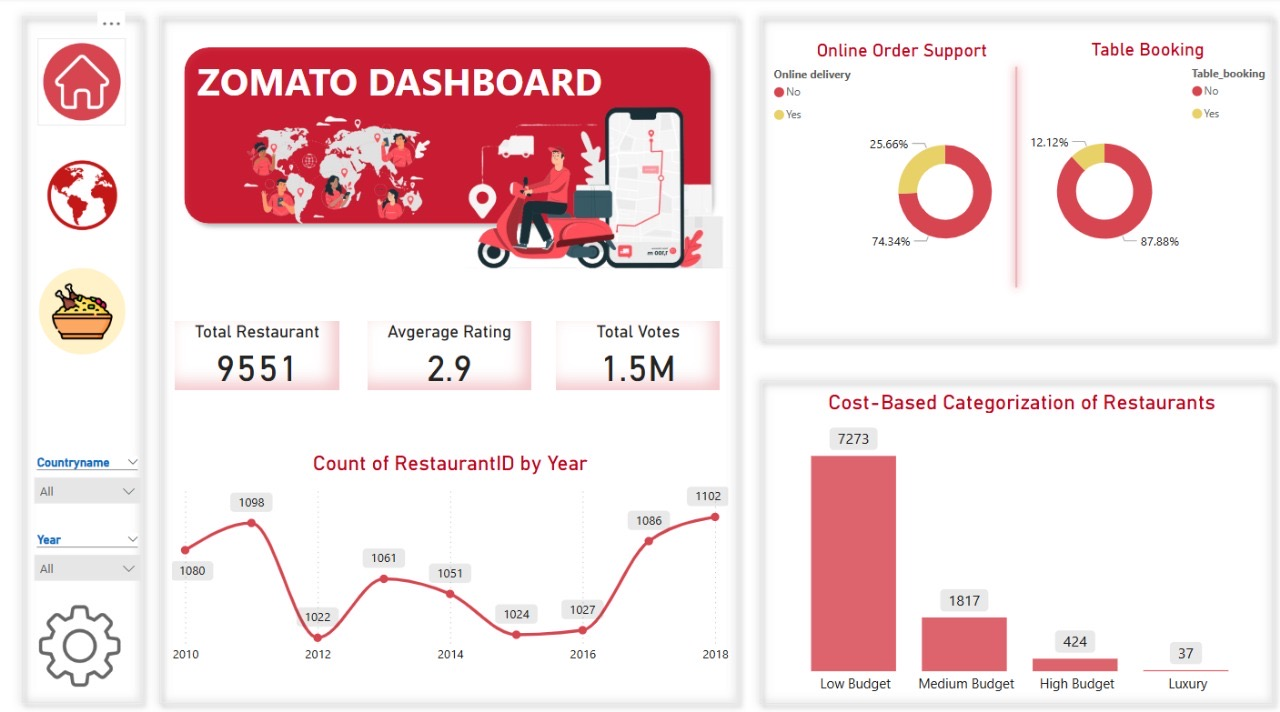 ZOMATO DASHBOARD
Total Restaurant
9551
Avgerage Rating
2.9
Total Votes
1.5M
Countryname
All
Year
All
Count of RestaurantID by Year
1080
1098
1022
1061
1051
1024
1027
1086
1102
2010
2012
2014
2016
2018
Online Order Support
Online delivery
No
Yes
25.66%
74.34%
Table Booking
Table_booking
No
Yes
12.12%
87.88%
Cost-Based Categorization of Restaurants
7273
1817
424
37
Low Budget
Medium Budget
High Budget
Luxury